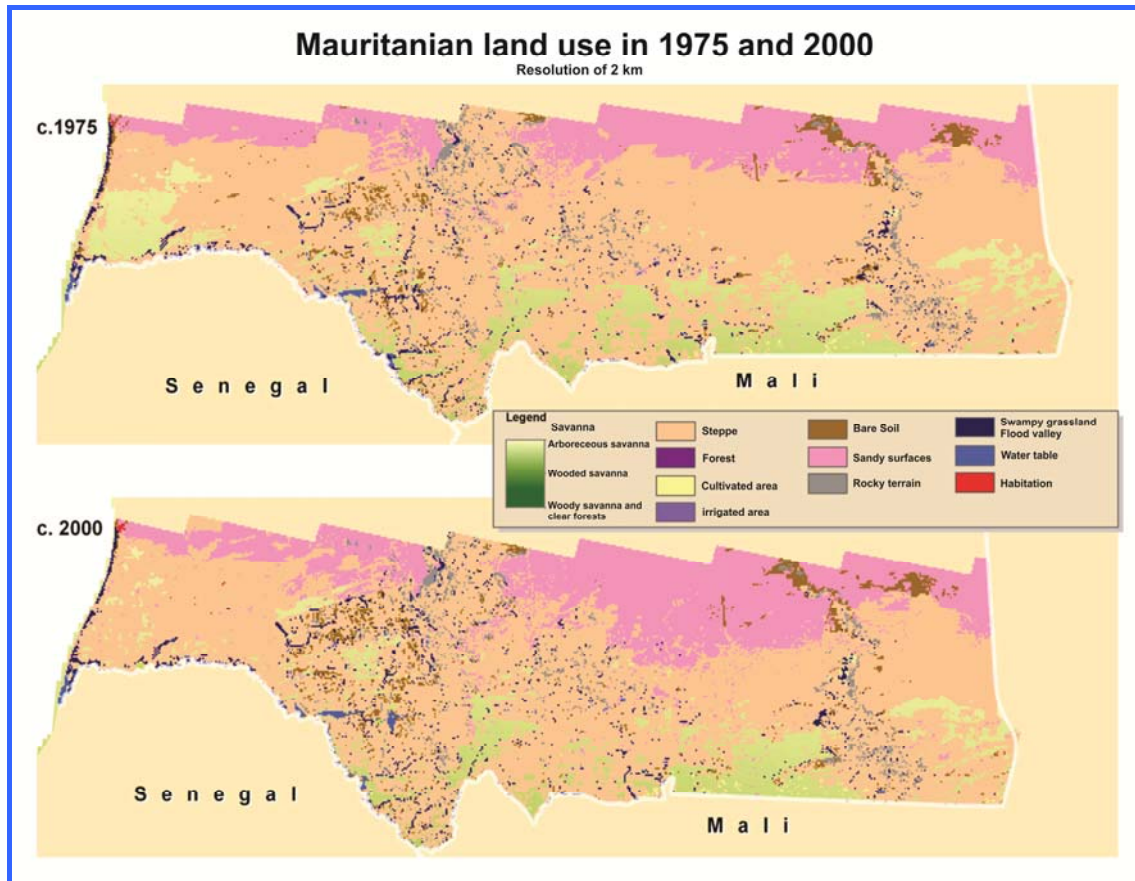 Mauritanian land use in 1975 and 2000
Resolution of 2 km
c.1975
Senegal
Mali
Legend
Savanna
Arboreceous savanna
Wooded savanna
Woody savanna and
clear forests
Steppe
Forest
Cultivated area
irrigated area
Bare Soil
Sandy surfaces
Rocky terrain
Swampy grassland
Flood valley
Water table
Habitation
c. 2000
Senegal
Mali